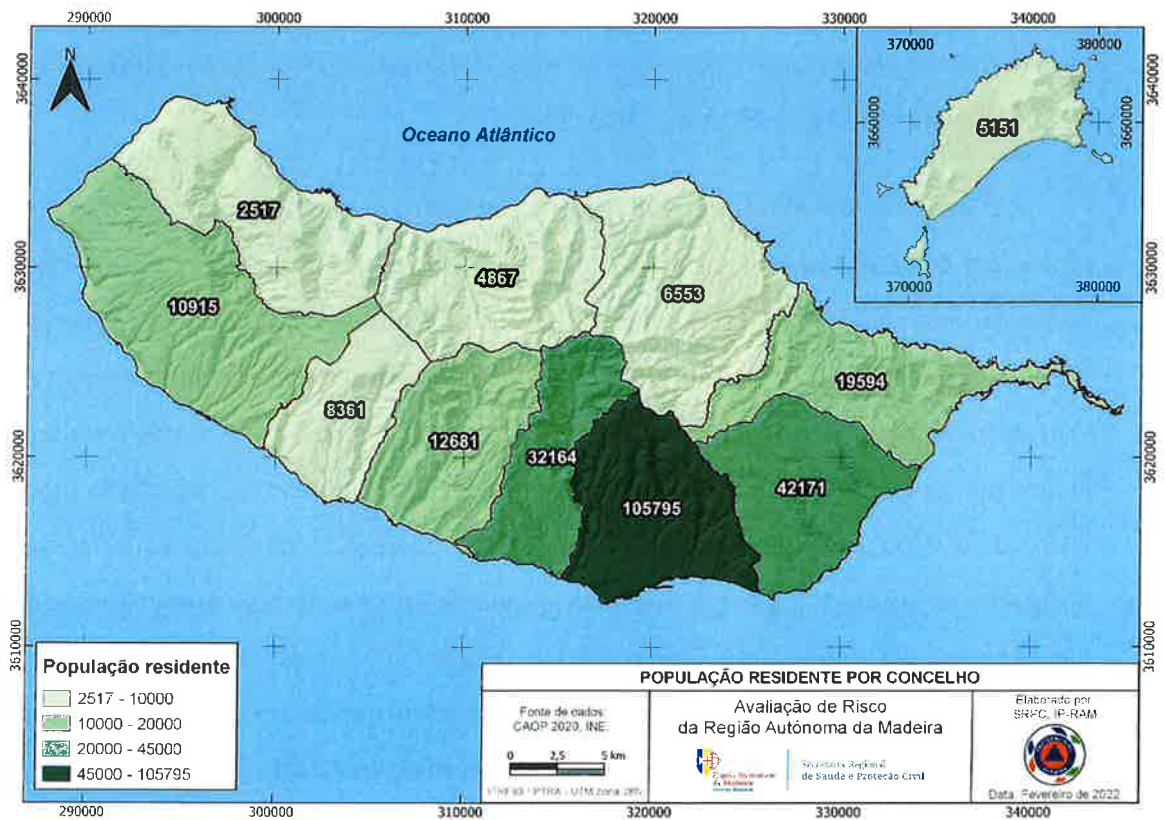 290000 300000 310000 320000 330000 340000
370000 380000
N
3640000 3640000
3660000 3660000
Oceano Atlântico
5151
2517
4867
6553
3630000 3630000
370000 380000
10915
19594
8361
12681
32164
42171
105795
3620000 3620000
3610000 3610000
População residente
2517 - 10000
10000 - 20000
20000 - 45000
45000 - 105795
POPULAÇÃO RESIDENTE POR CONCELHO
Fonte de dados:
CAOP 2020, INE.
0 2,5 5 km
Avaliação de Risco
da Região Autónoma da Madeira
Região Autónoma
da Madeira
Secretaria Regional
de Saúde e Proteção Civil
Elaborado por
SRPC, IP-RAM
Data: Fevereiro de 2022
290000 300000 310000 320000 330000 340000